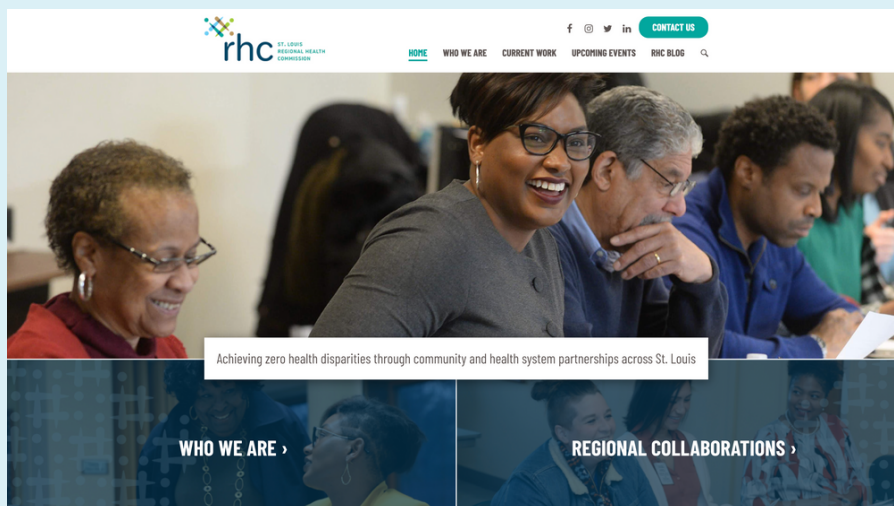 CONTACT US
rhc
ST. LOUIS
REGIONAL HEALTH
COMMISSION
HOME WHO WE ARE CURRENT WORK UPCOMING EVENTS RHC BLOG
Achieving zero health disparities through community and health system partnerships across St. Louis
WHO WE ARE ›
REGIONAL COLLABORATIONS ›